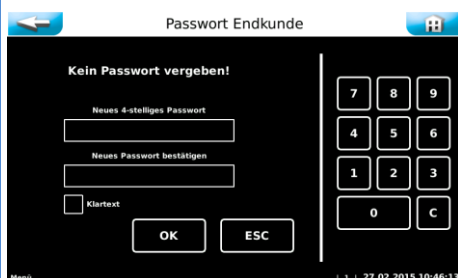 Passwort Endkunde
Kein Passwort vergeben!
Neues 4-stelliges Passwort
Neues Passwort bestätigen
Klartext
OK ESC
7 8 9
4 5 6
1 2 3
0 C
Menü | 1 | 27.02.2015 10:46:13